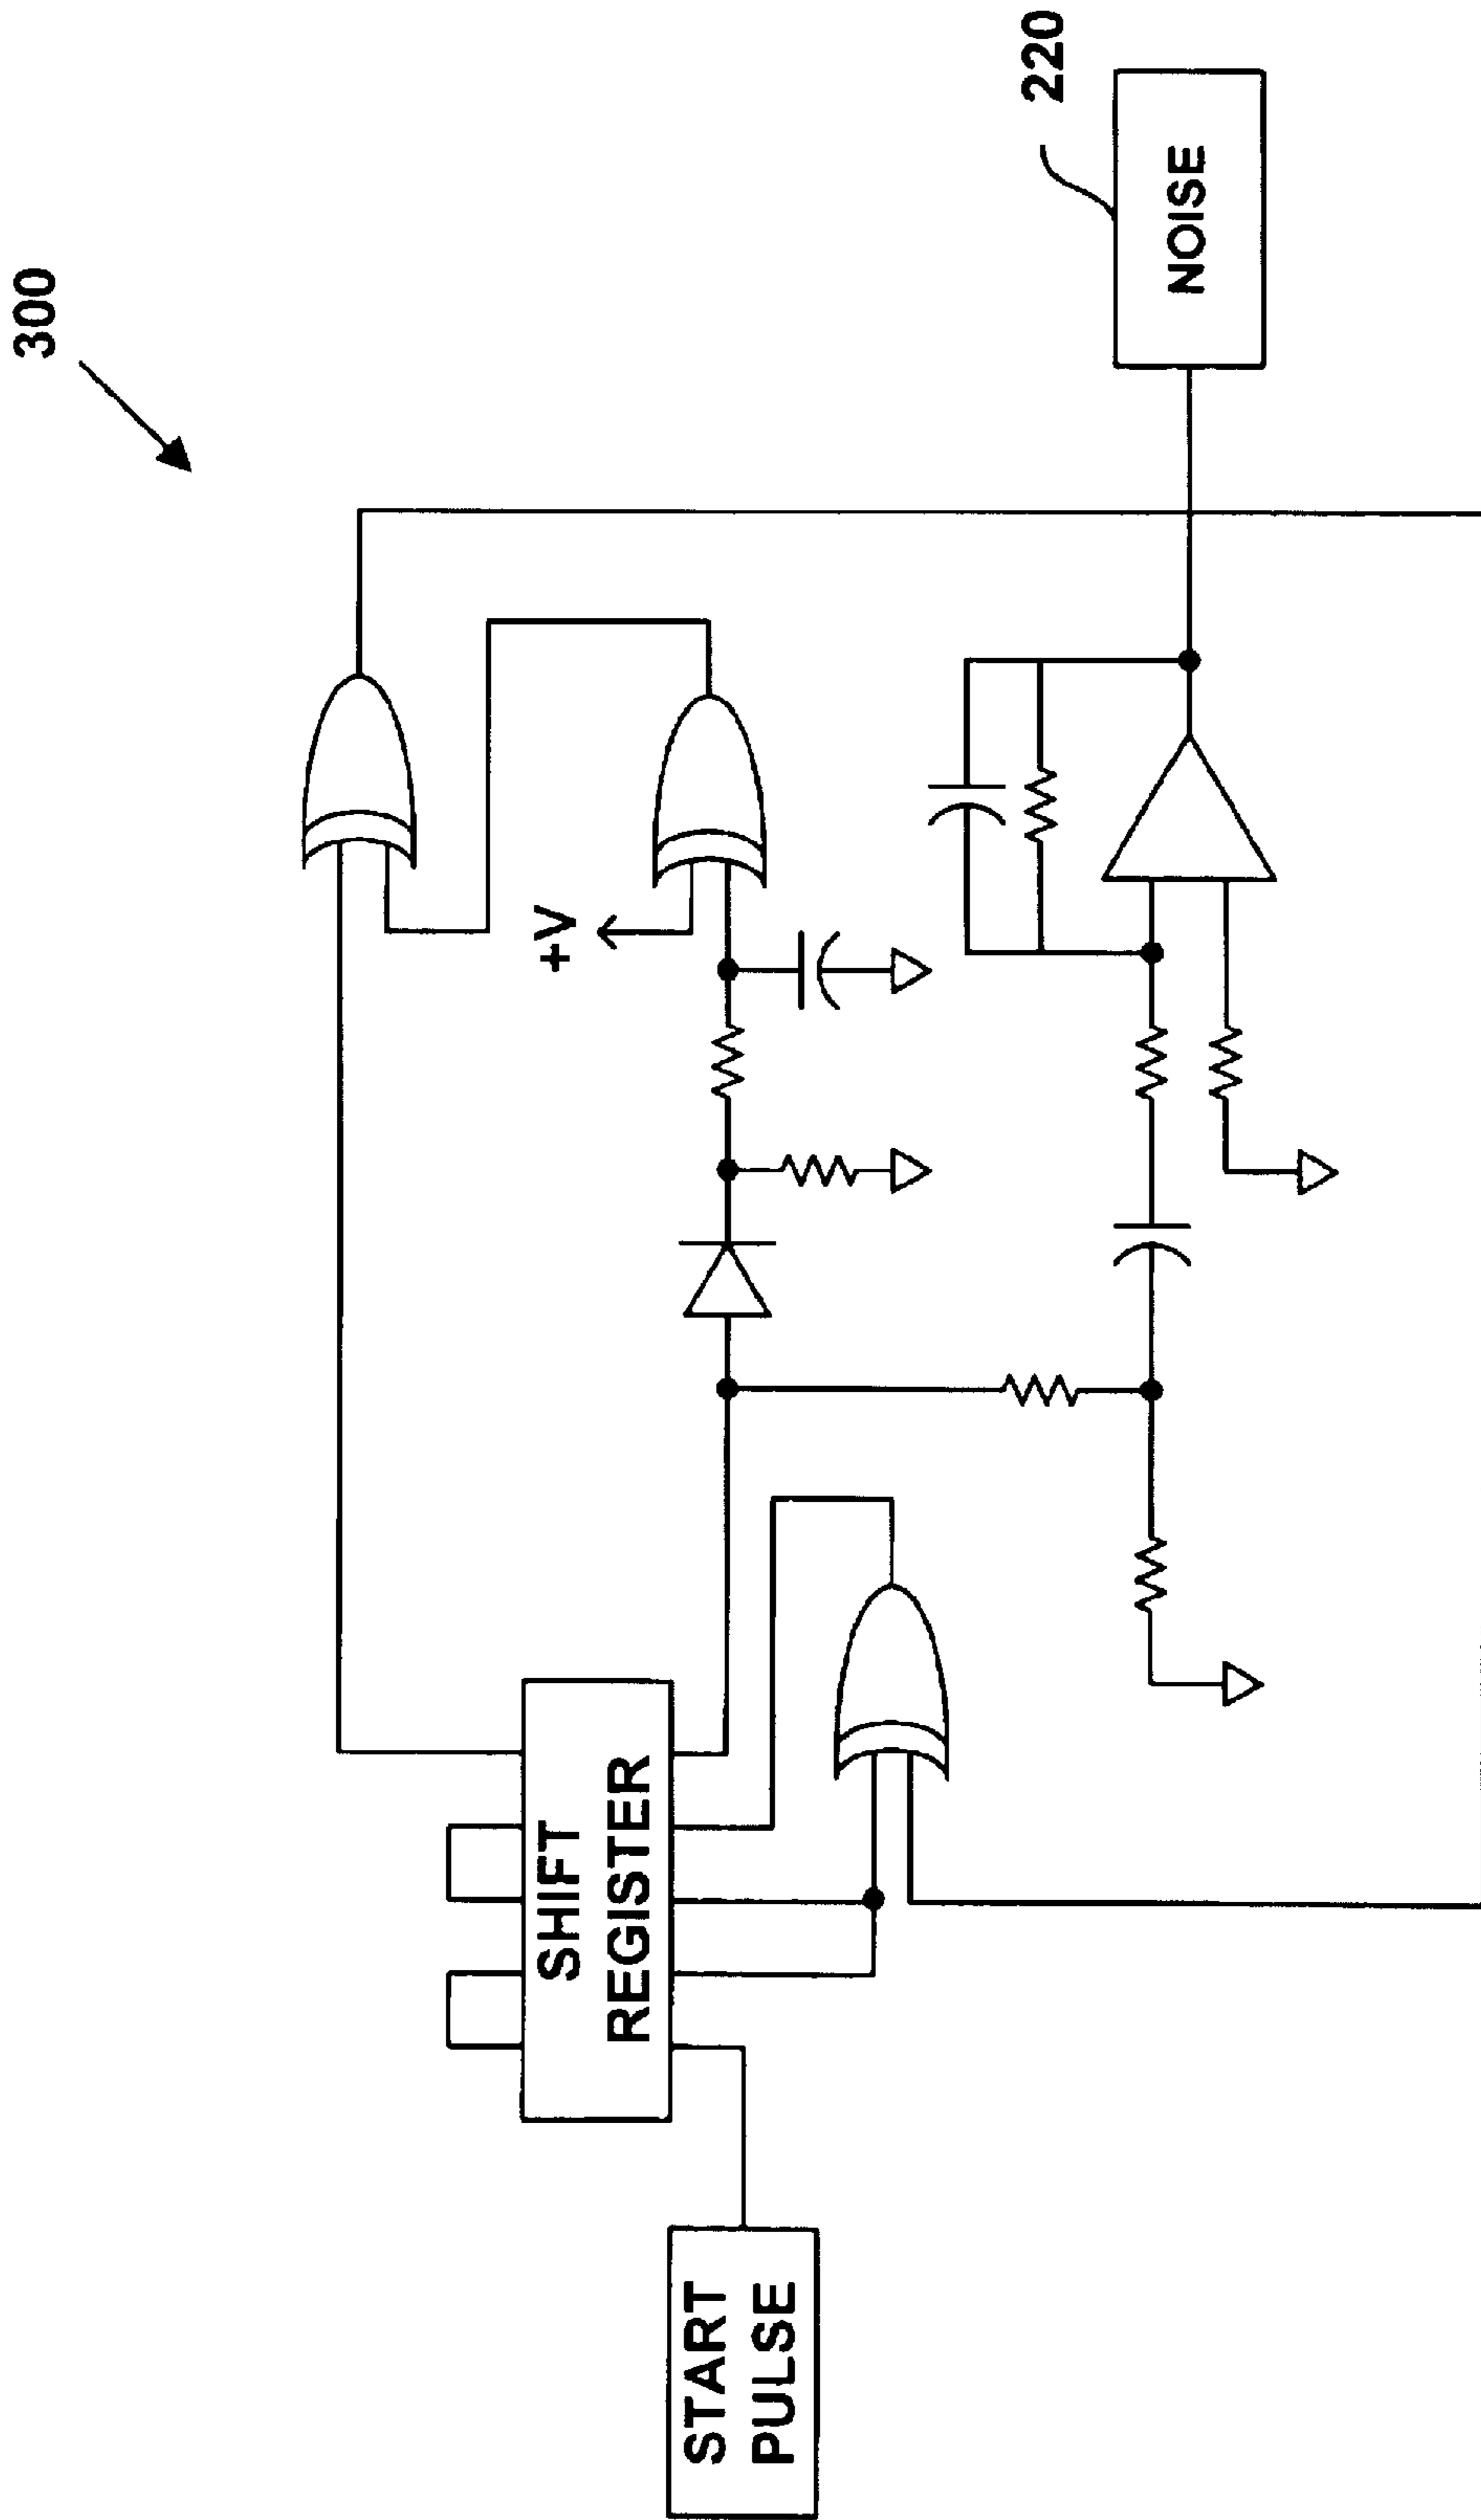 300
220
NOISE
+V
SHIFT
REGISTER
START
PULSE